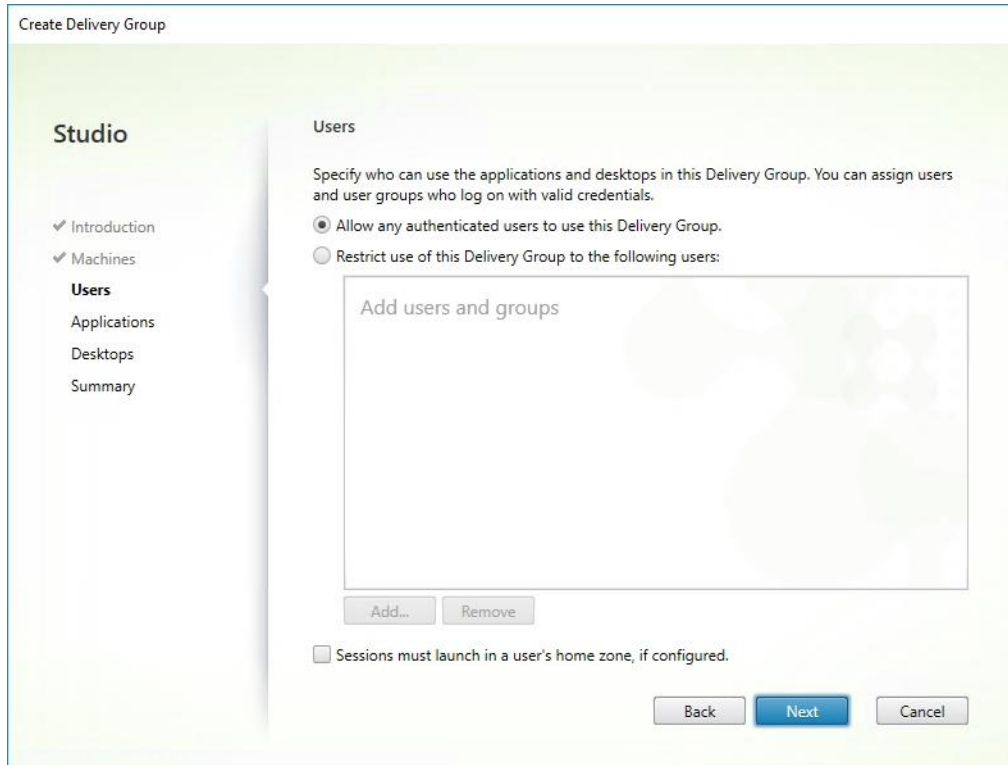 Create Delivery Group
Studio
Introduction
Machines
Users
Applications
Desktops
Summary
Users
Specify who can use the applications and desktops in this Delivery Group. You can assign users
and user groups who log on with valid credentials.
Allow any authenticated users to use this Delivery Group.
Restrict use of this Delivery Group to the following users:
Add users and groups
Add...
Remove
Sessions must launch in a user's home zone, if configured.
Back
Next
Cancel